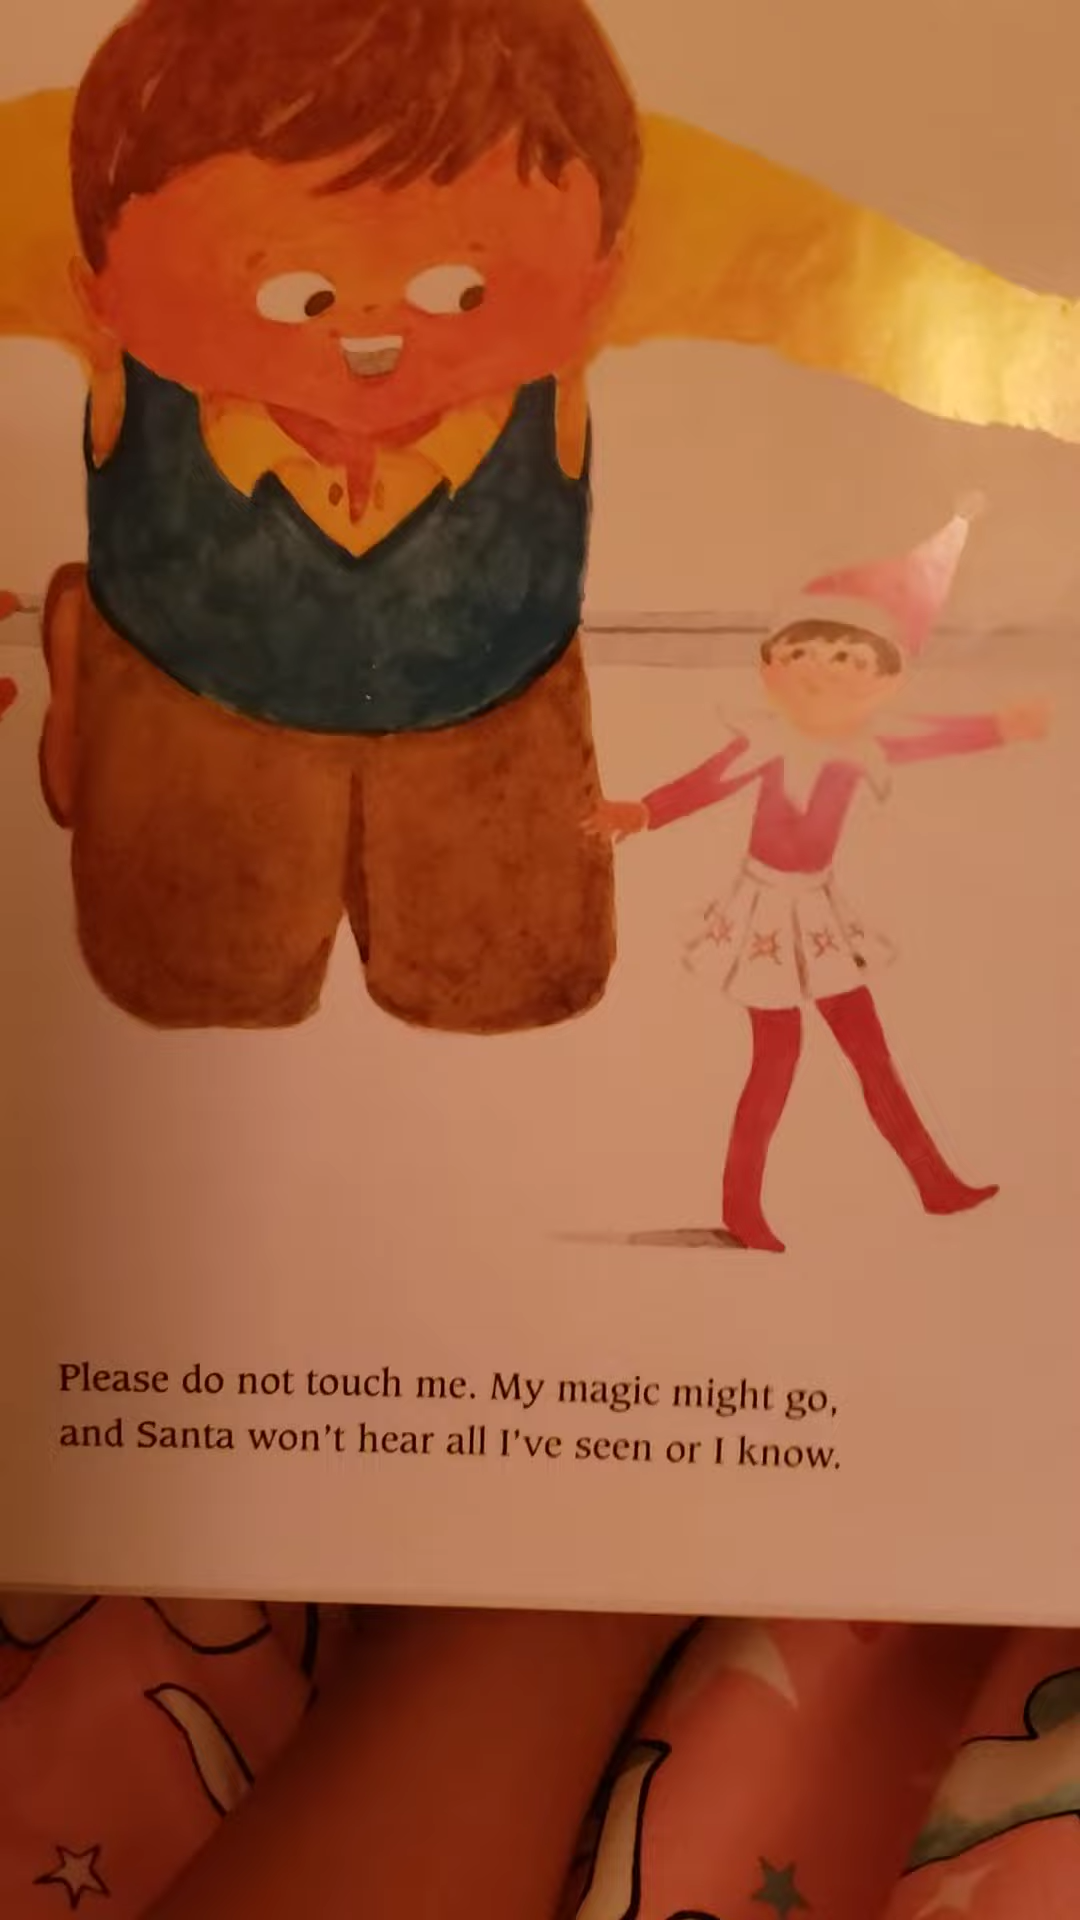 Please do not touch me. My magic might go,
and Santa won't hear all I've seen or I know.